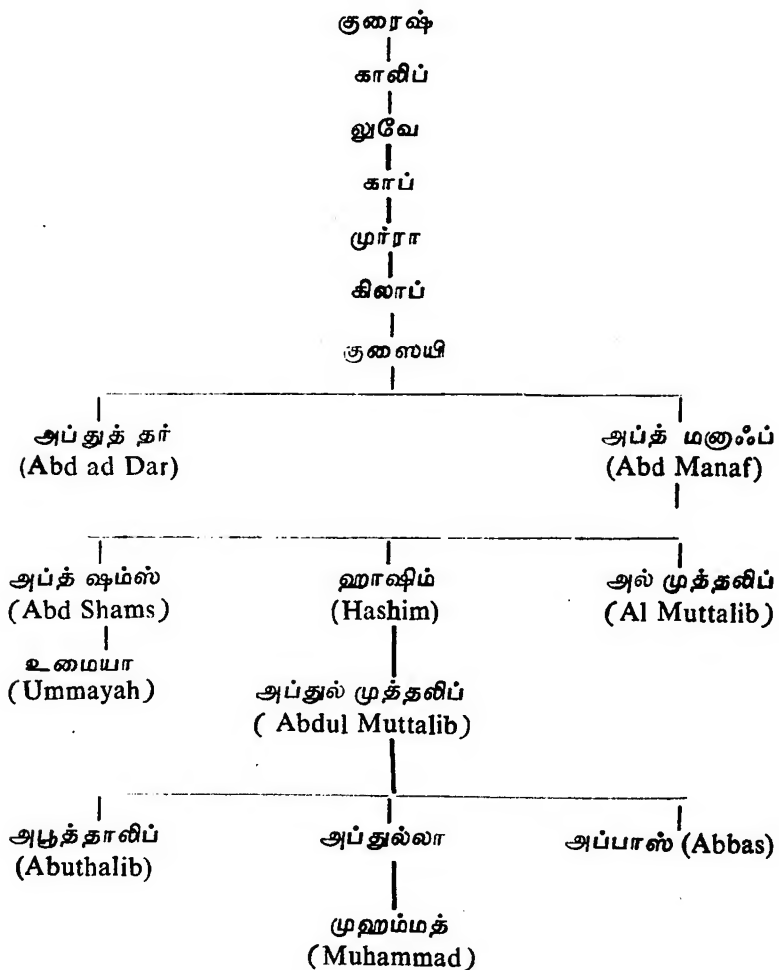 குரைஷ்
காலிப்
லுவே
காப்
முர்ரா
கிலாப்
குஸையி
அப்துத் தர் அப்த் மனாஃப்
(Abd ad Dar) (Abd Manaf)
அப்த் ஷம்ஸ் ஹாஷிம் அல் முத்தலிப்
(Abd Shams) (Hashim) (Al Muttalib)
உமையா
(Ummayah)
அப்துல் முத்தலிப்
( Abdul Muttalib)
அபூத்தாலிப் அப்துல்லா அப்பாஸ் (Abbas)
(Abuthalib)
முஹம்மத்
(Muhammad)